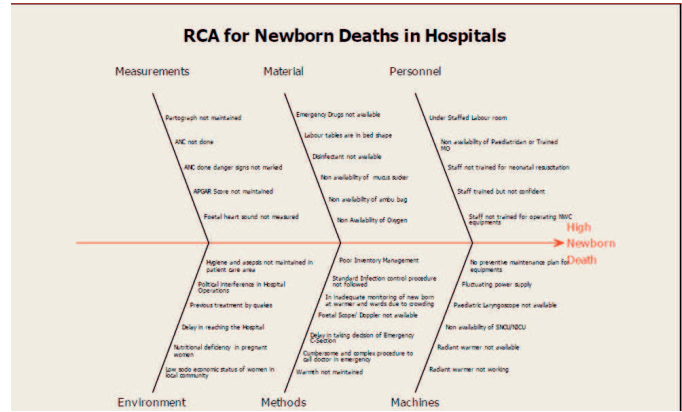 RCA for Newborn Deaths in Hospitals
Measurements
Material
Personnel
Partograph not maintained
ANC not done
ANC done danger signs not marked
APGAR Score not maintained
Foetal heart sound not measured
Emergency Drugs not available
Labour tables are in bed shape
Disinfectant not available
Non availability of mucus sucker
Non availability of ambu bag
Non Availability of Oxygen
Under Staffed Labour room
Non availability of Paediatrician or Trained
MO
Staff not trained for neonatal resuscitation
Staff trained but not confident
Staff not trained for operating NWC
equipments
High
Newborn
Death
Hygiene and asepsis not maintained in
patient care area
Political Interference in Hospital
Operations
Previous treatment by quakes
Delay in reaching the Hospital
Nutritional deficiency in pregnant
women
Low socio economic status of women in
local community
Poor Inventory Management
Standard Infection control procedure
not followed
In inadequate monitoring of new born
at warmer and wards due to crowding
Foetal Scope/ Doppler not available
Delay in taking decision of Emergency
C-Section
Cumbersome and complex procedure to
call doctor in emergency
Warmth not maintained
No preventive maintenance plan for
equipments
Fluctuating power supply
Paediatric Laryngoscope not available
Non availability of SNCU/NICU
Radiant warmer not available
Radiant warmer not working
Environment
Methods
Machines